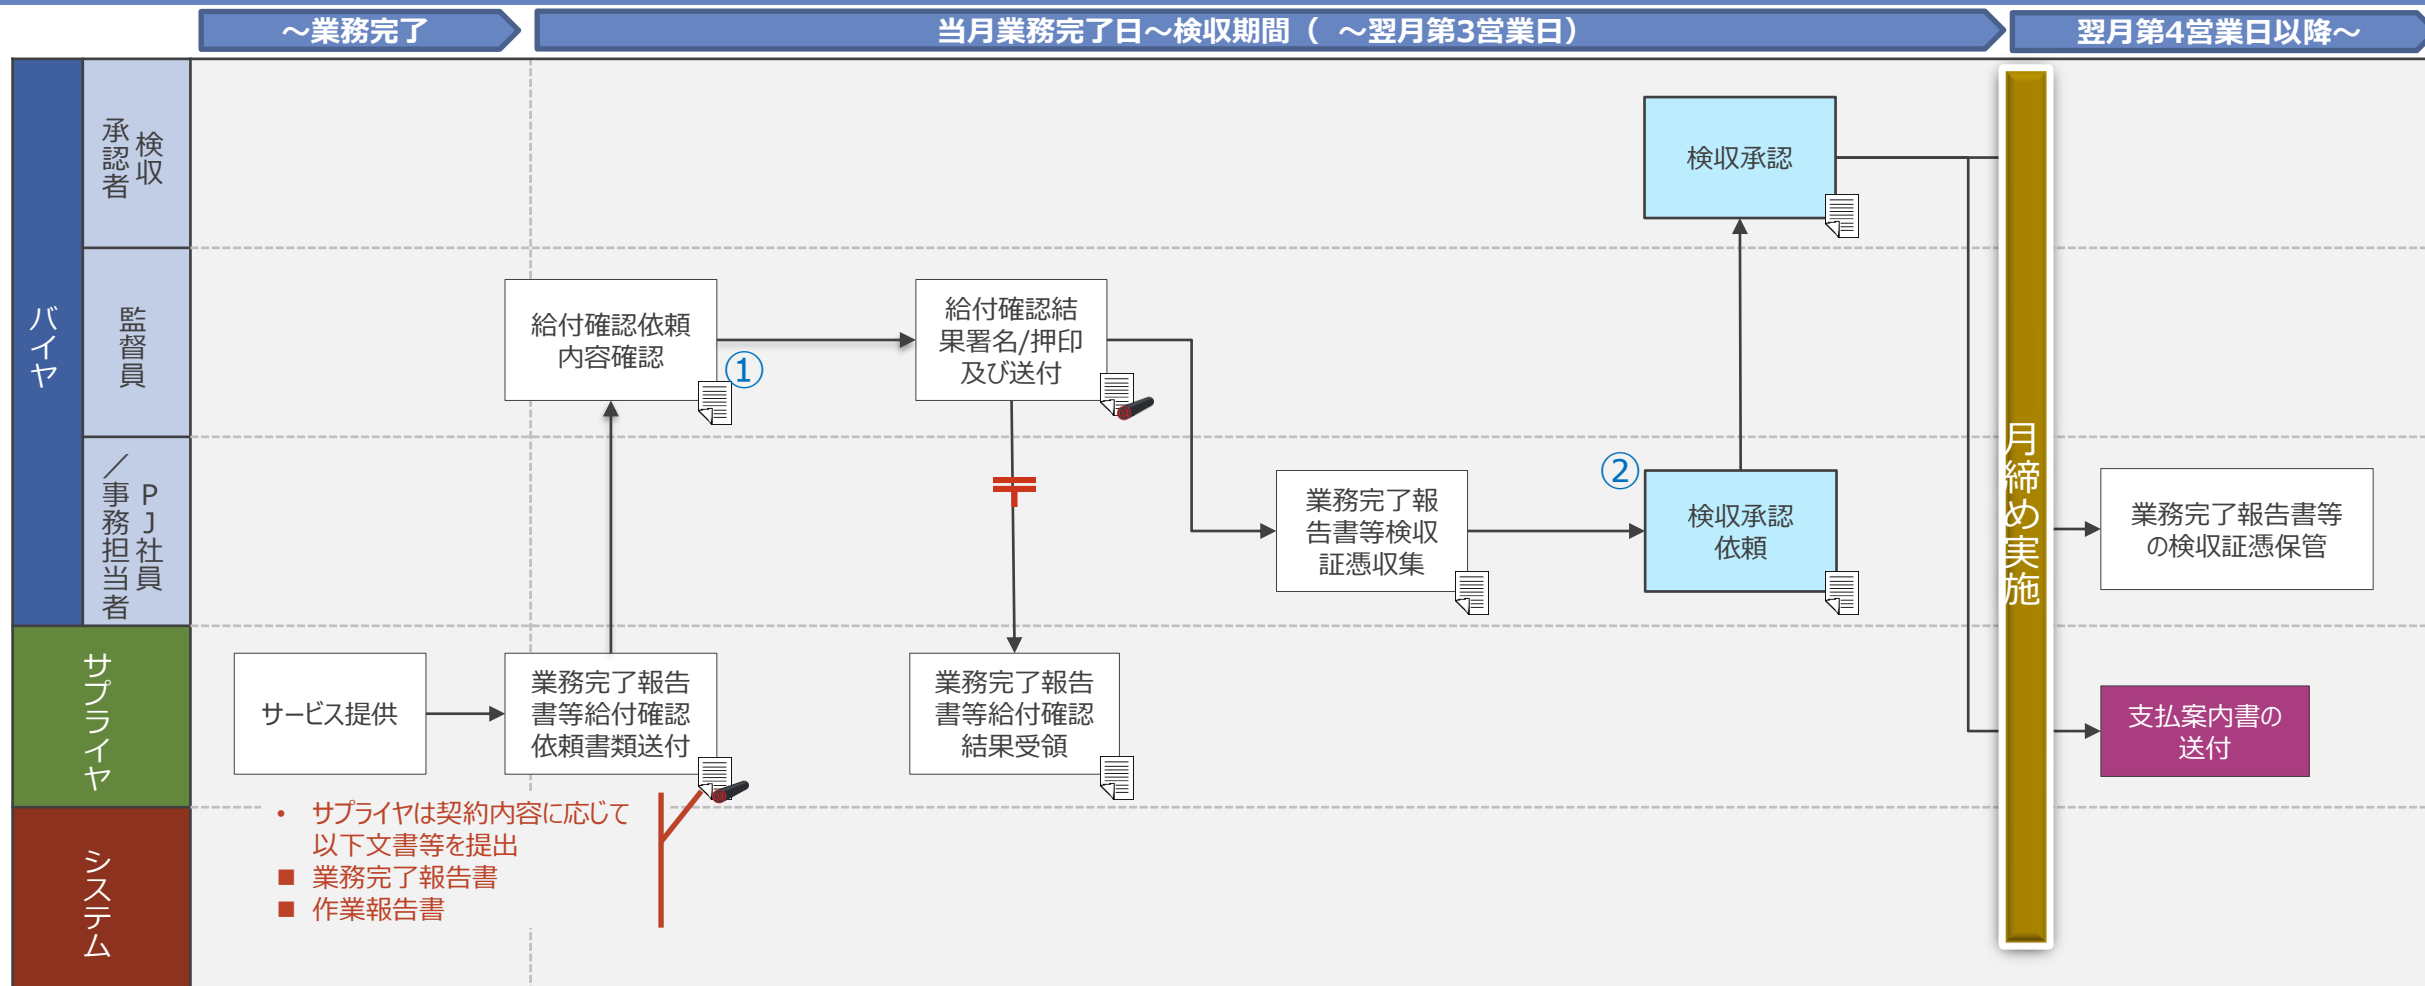 ～業務完了
当月業務完了日～検収期間（ ～翌月第3営業日）
翌月第4営業日以降～
バイヤ
検収
承認者
検収承認
監督員
給付確認依頼
内容確認
①
給付確認結
果署名/押印
及び送付
PJ社員
／事務担当者
〒
業務完了報
告書等検収
証憑収集
②
検収承認
依頼
月締め実施
業務完了報告書等
の検収証憑保管
サプライヤ
サービス提供
業務完了報告
書等給付確認
依頼書類送付
業務完了報告
書等給付確認
結果受領
支払案内書の
送付
システム
• サプライヤは契約内容に応じて
以下文書等を提出
■ 業務完了報告書
■ 作業報告書